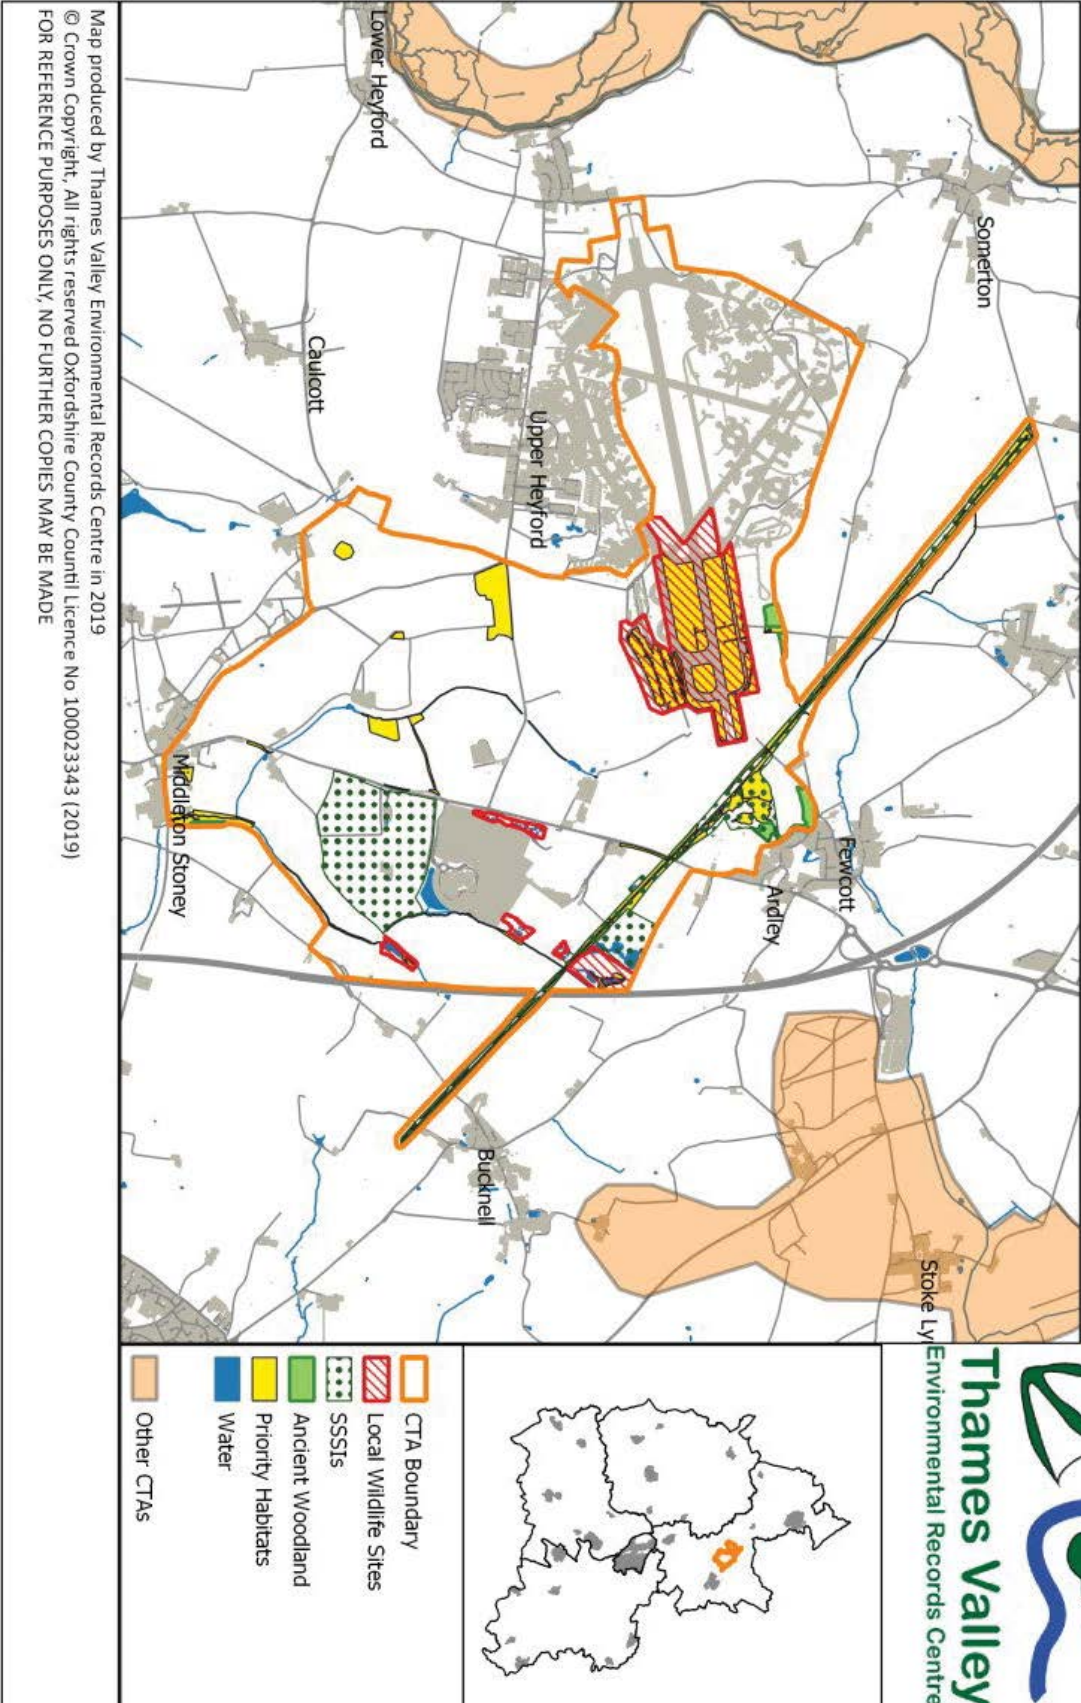 Somerton
Lower Heyford
Fewcott
Ardley
Stoke Ly
Upper Heyford
Bucknell
Caulcott
Middleton Stoney
Thames Valley
Environmental Records Centre
CTA Boundary
Local Wildlife Sites
SSSIs
Ancient Woodland
Priority Habitats
Water
Other CTAs
Map produced by Thames Valley Environmental Records Centre in 2019
© Crown Copyright, All rights reserved Oxfordshire County Council Licence No 100023343 (2019)
FOR REFERENCE PURPOSES ONLY, NO FURTHER COPIES MAY BE MADE